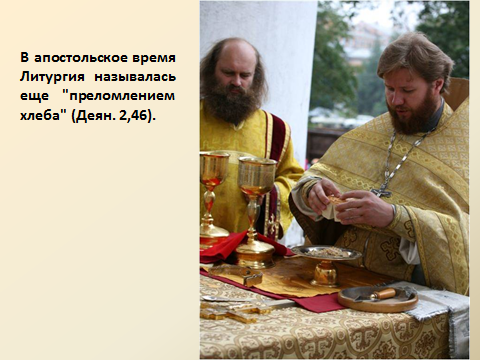 В апостольское время
Литургия называлась
еще "преломлением
хлеба" (Деян. 2,46).